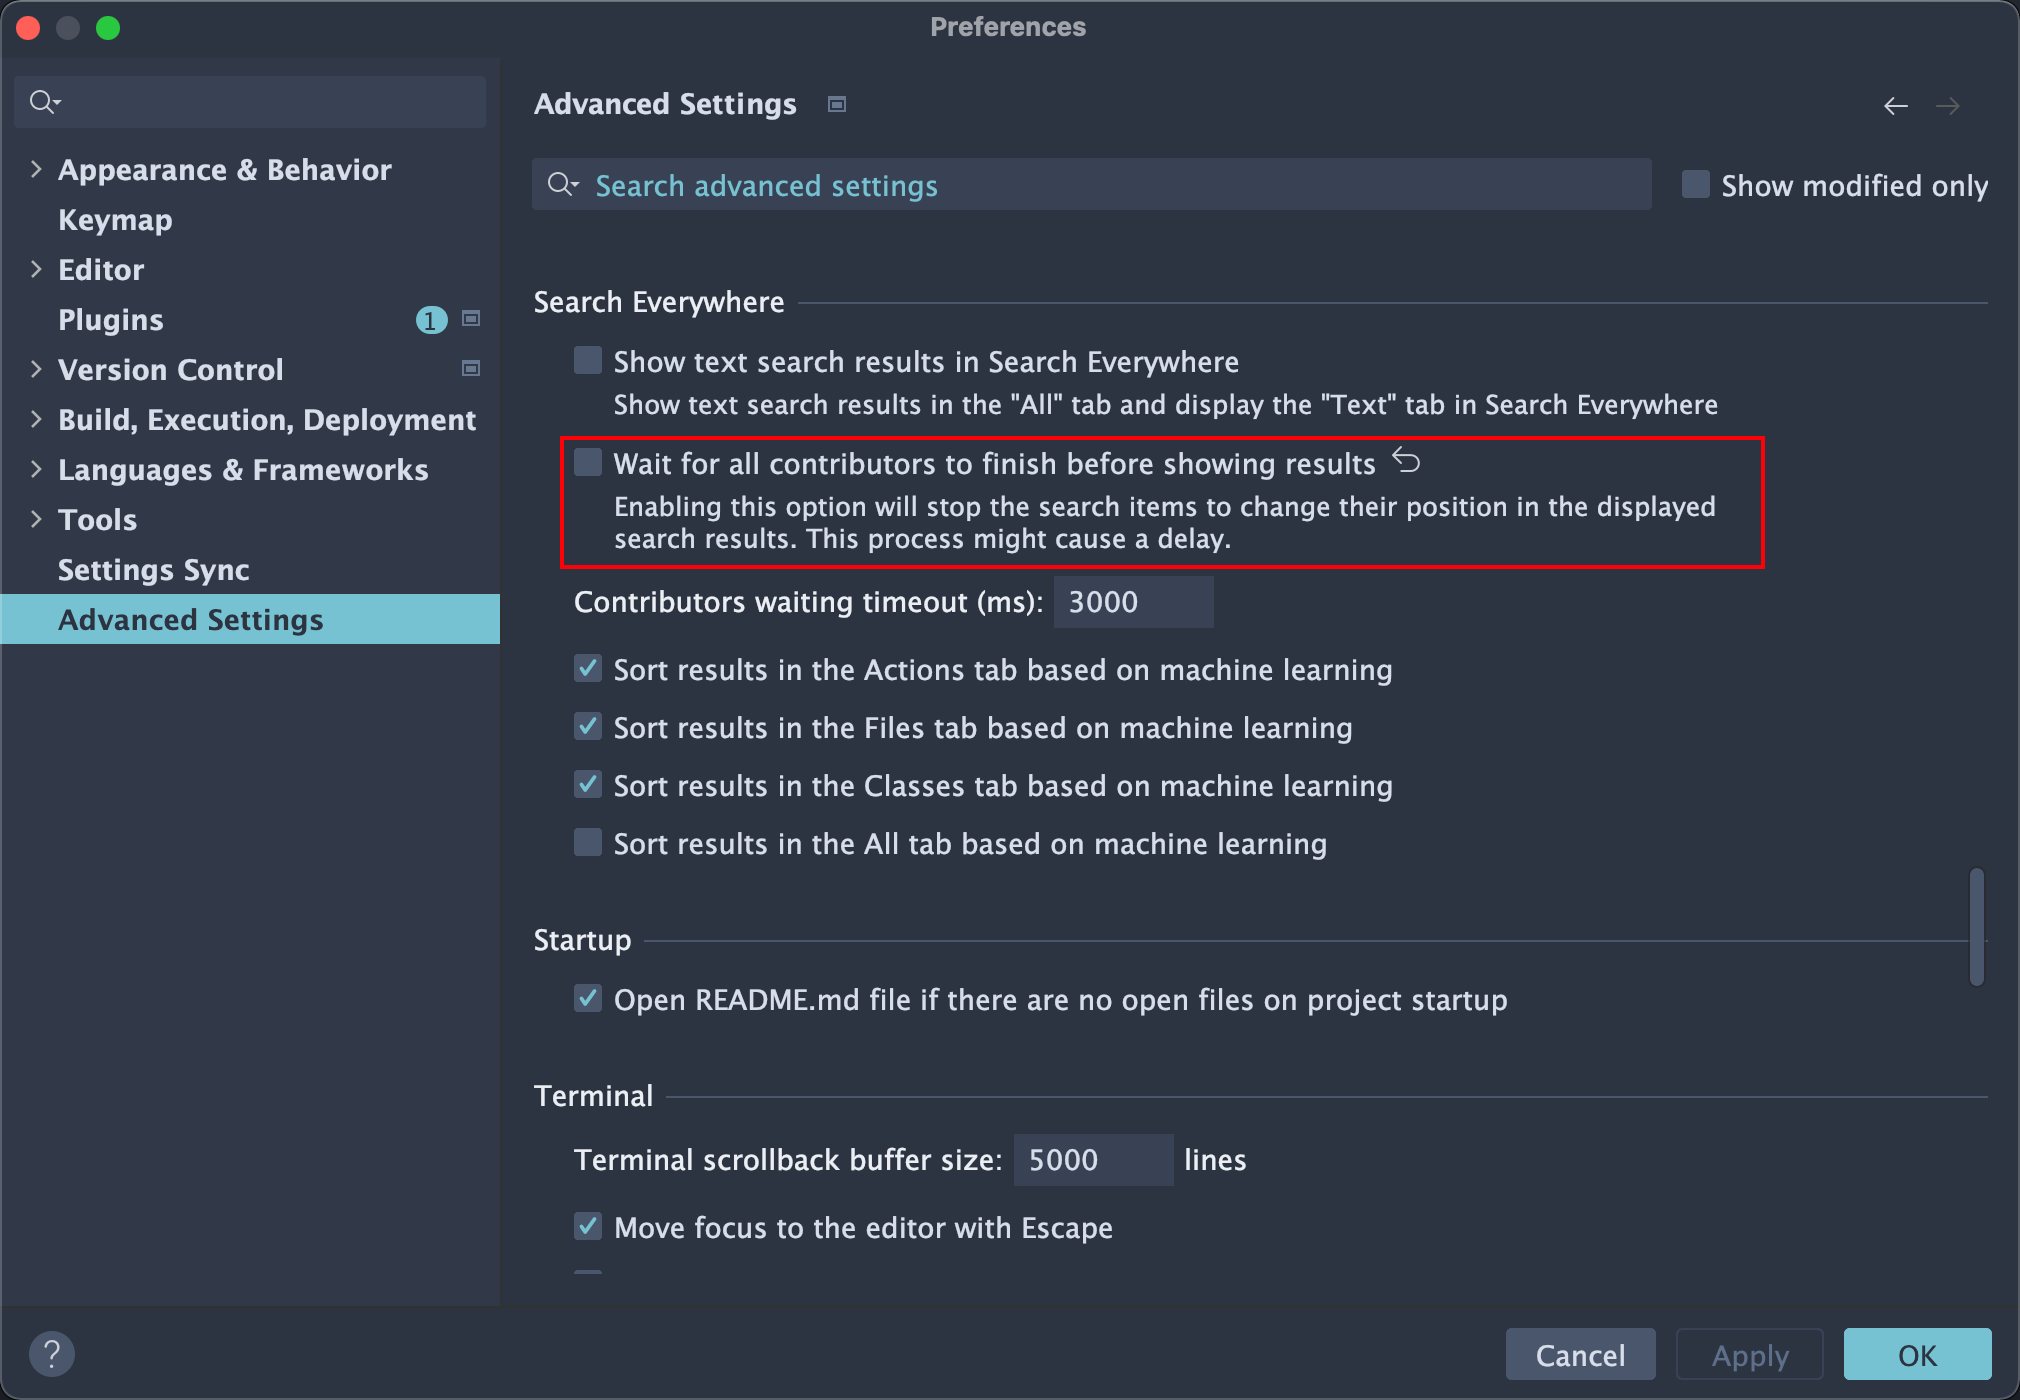 Preferences
Appearance & Behavior
Keymap
Editor
Plugins
1
Version Control
Build, Execution, Deployment
Languages & Frameworks
Tools
Settings Sync
Advanced Settings
Advanced Settings
Search advanced settings
Show modified only
Search Everywhere
Show text search results in Search Everywhere
Show text search results in the "All" tab and display the "Text" tab in Search Everywhere
Wait for all contributors to finish before showing results
Enabling this option will stop the search items to change their position in the displayed
search results. This process might cause a delay.
Contributors waiting timeout (ms): 3000
Sort results in the Actions tab based on machine learning
Sort results in the Files tab based on machine learning
Sort results in the Classes tab based on machine learning
Sort results in the All tab based on machine learning
Startup
Open README.md file if there are no open files on project startup
Terminal
Terminal scrollback buffer size: 5000 lines
Move focus to the editor with Escape
?
Cancel
Apply
OK